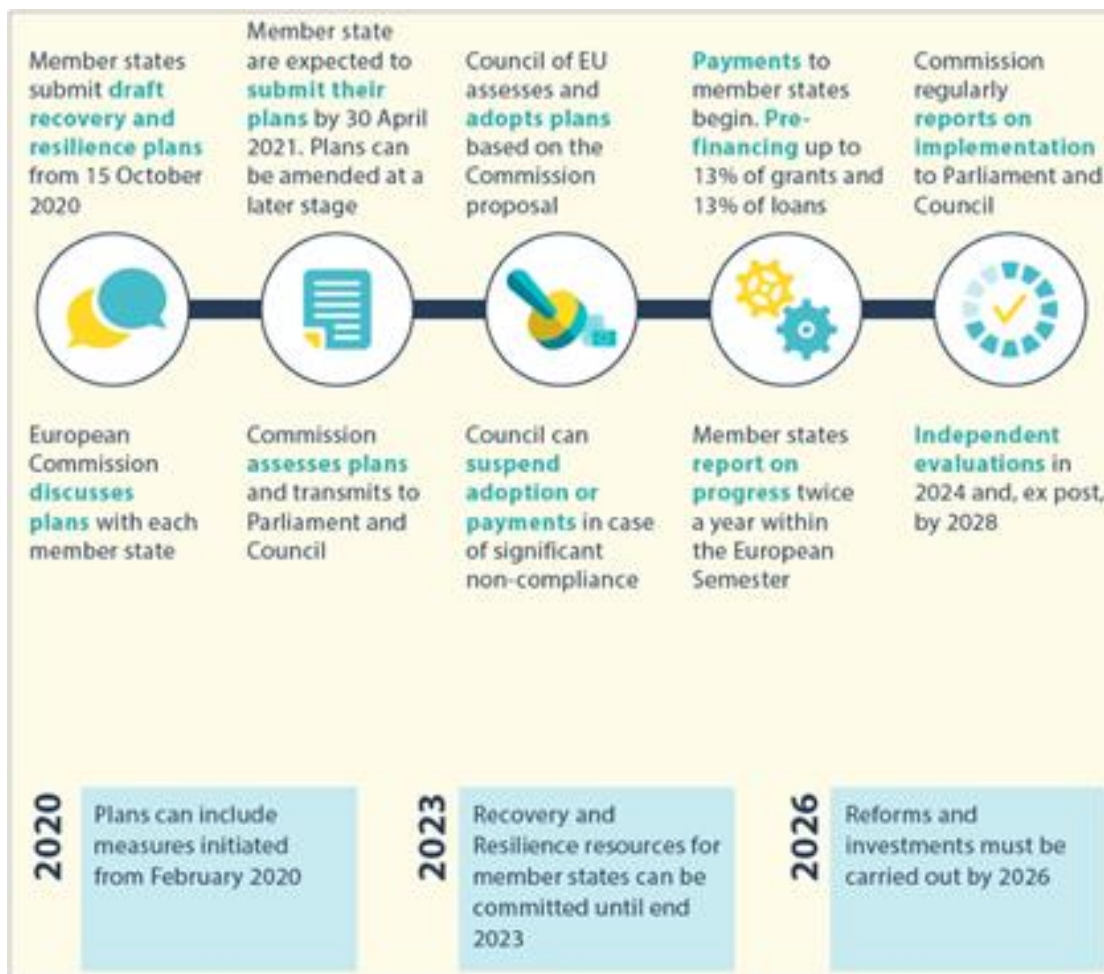 Member states
submit draft
recovery and
resilience plans
from 15 October
2020
Member state
are expected to
submit their
plans by 30 April
2021. Plans can
be amended at a
later stage
Council of EU
assesses and
adopts plans
based on the
Commission
proposal
Payments to
member states
begin. Pre-
financing up to
13% of grants and
13% of loans
Commission
regularly
reports on
implementation
to Parliament and
Council
European
Commission
discusses
plans with each
member state
Commission
assesses plans
and transmits to
Parliament and
Council
Council can
suspend
adoption or
payments in case
of significant
non-compliance
Member states
report on
progress twice
a year within
the European
Semester
Independent
evaluations in
2024 and, ex post,
by 2028
2020
Plans can include
measures initiated
from February 2020
2023
Recovery and
Resilience resources for
member states can be
committed until end
2023
2026
Reforms and
investments must be
carried out by 2026